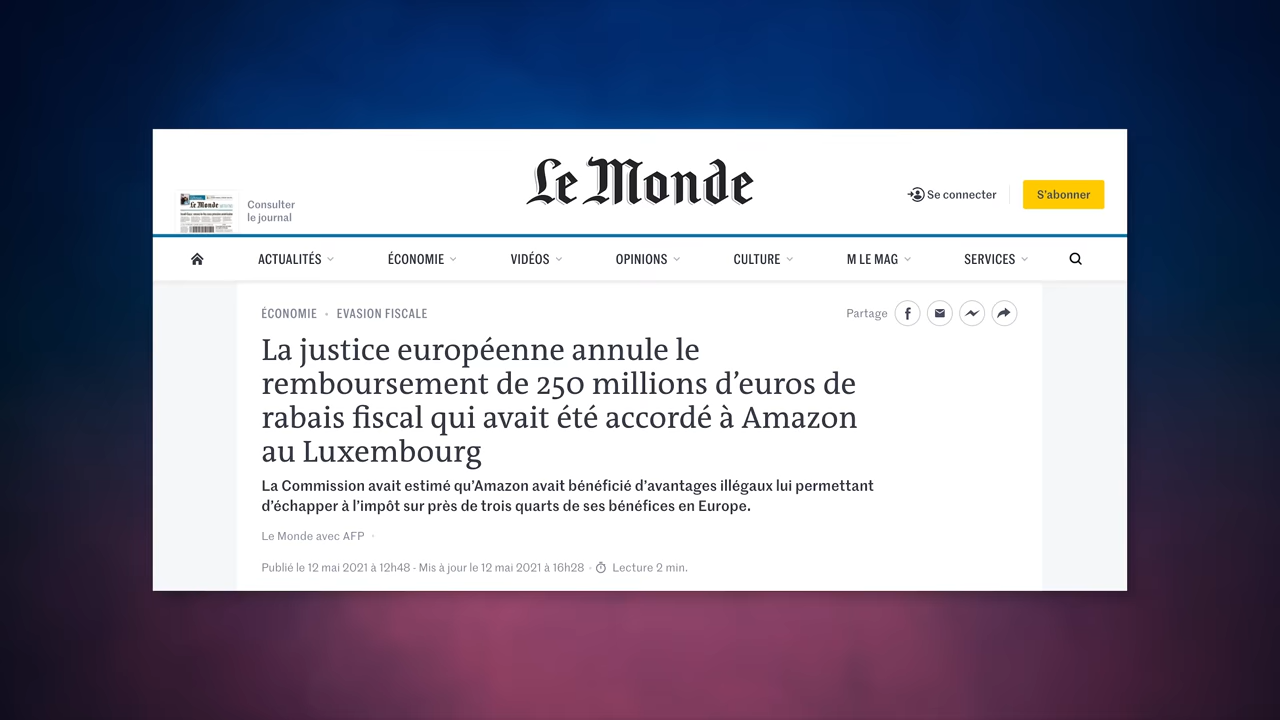 Le Monde
Consulter
le journal
Se connecter
S'abonner
ACTUALITÉS
ÉCONOMIE
VIDÉOS
OPINIONS
CULTURE
M LE MAG
SERVICES
ÉCONOMIE • EVASION FISCALE
Partage
La justice européenne annule le
remboursement de 250 millions d’euros de
rabais fiscal qui avait été accordé à Amazon
au Luxembourg
La Commission avait estimé qu’Amazon avait bénéficié d’avantages illégaux lui permettant
d’échapper à l’impôt sur près de trois quarts de ses bénéfices en Europe.
Le Monde avec AFP
Publié le 12 mai 2021 à 12h48 - Mis à jour le 12 mai 2021 à 16h28 • Lecture 2 min.